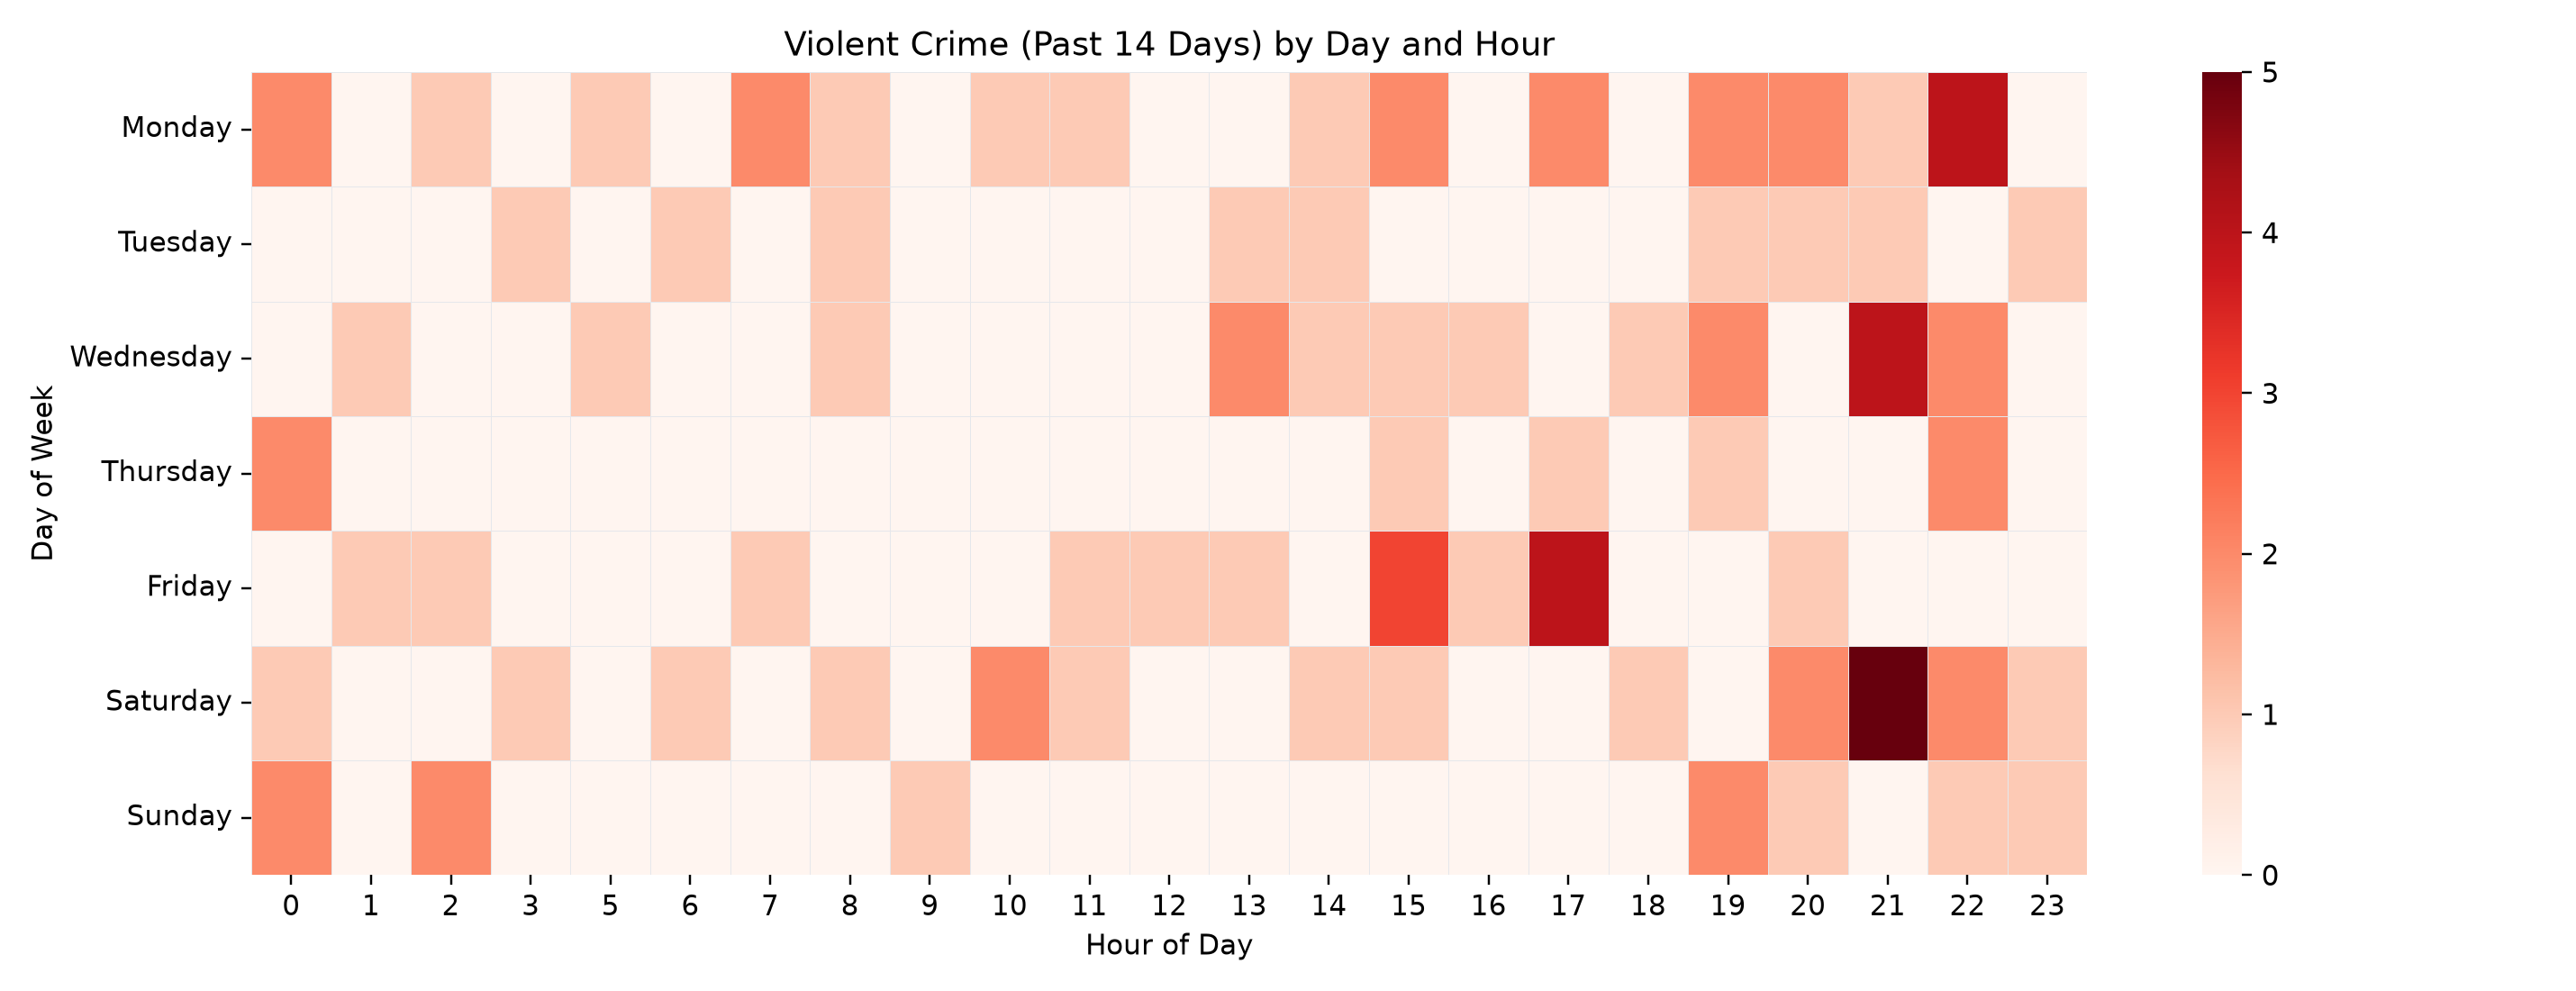 Violent Crime (Past 14 Days) by Day and Hour
Day of Week
Monday
Tuesday
Wednesday
Thursday
Friday
Saturday
Sunday
0 1 2 3 5 6 7 8 9 10 11 12 13 14 15 16 17 18 19 20 21 22 23
Hour of Day
5
4
3
2
1
0